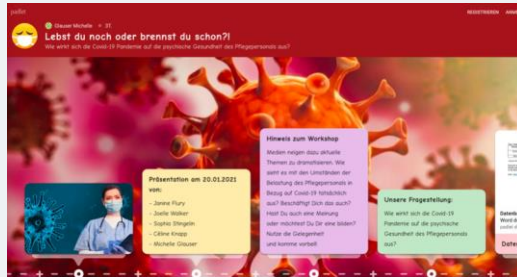 padlet
REGISTRIEREN
Glauser Michelle + 37.
Lebst du noch oder brennst du schon?!
Wie wirkt sich die Covid-19 Pandemie auf die psychische Gesundheit des Pflegepersonals aus?
Präsentation am 20.01.2021
von:
- Janine Flury
- Joelle Walker
- Sophia Stingelin
- Céline Knapp
- Michelle Glauser
Hinweis zum Workshop
Medien neigen dazu aktuelle
Themen zu dramatisieren. Wie
sieht es mit den Umständen der
Belastung des Pflegepersonals in
Bezug auf Covid-19 tatsächlich
aus? Beschäftigt Dich das auch?
Hast Du auch eine Meinung
oder möchtest Du Dir eine bilden?
Nutze die Gelegenheit
und komme vorbei!
Unsere Fragestellung:
Wie wirkt sich die Covid-19
Pandemie auf die psychische
Gesundheit des Pflegepersonals
aus?